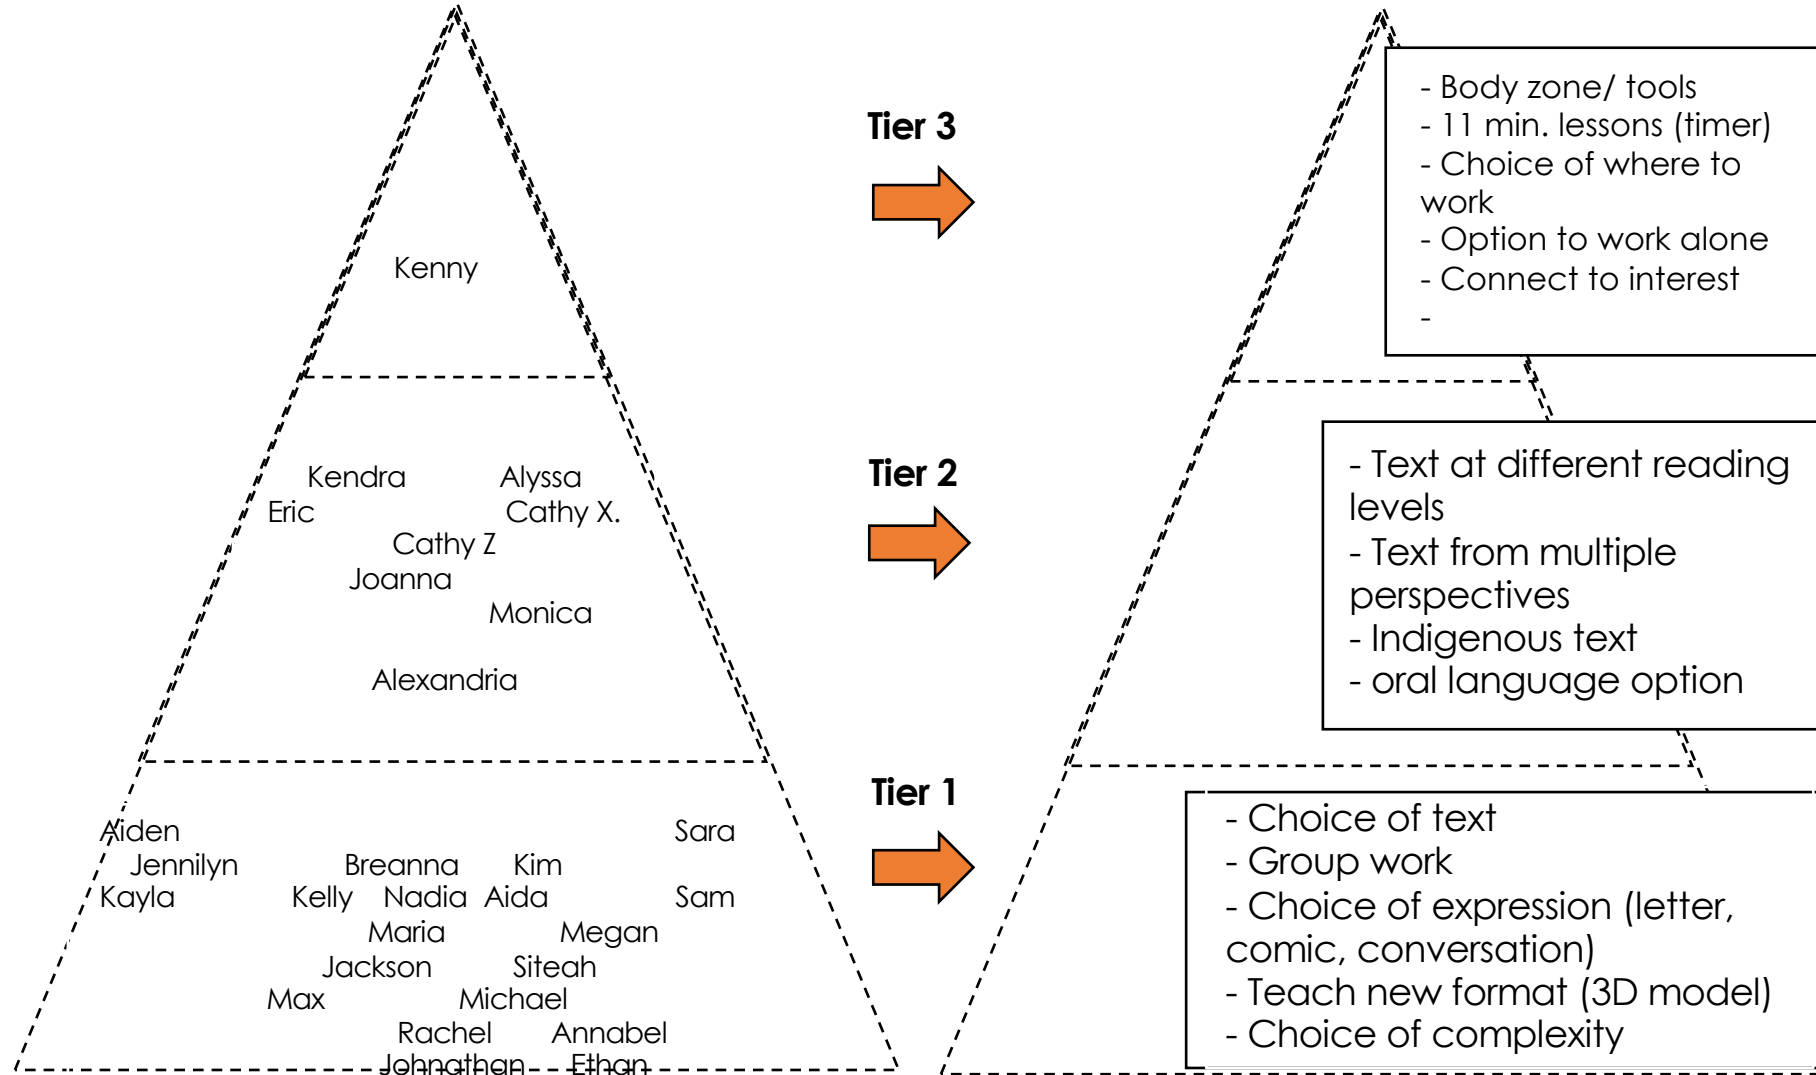 Tier 3
Kenny
- Body zone/ tools
- 11 min. lessons (timer)
- Choice of where to
work
- Option to work alone
- Connect to interest
-
Tier 2
Kendra Alyssa
Eric Cathy X.
Cathy Z
Joanna
Monica
Alexandria
- Text at different reading
levels
- Text from multiple
perspectives
- Indigenous text
- oral language option
Tier 1
Aiden Sara
Jennilyn Breanna Kim
Kayla Kelly Nadia Aida Sam
Maria Megan
Jackson Siteah
Max Michael
Rachel Annabel
Johnathan Ethan
- Choice of text
- Group work
- Choice of expression (letter,
comic, conversation)
- Teach new format (3D model)
- Choice of complexity